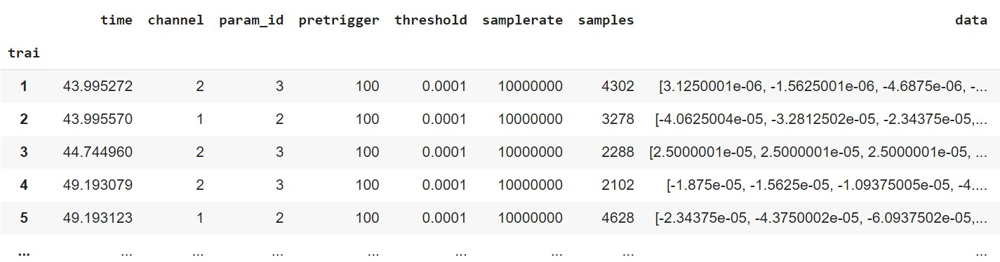 time channel param_id pretrigger threshold samplerate samples data
trai
1 43.995272 2 3 100 0.0001 10000000 4302 [3.1250001e-06, -1.5625001e-06, -4.6875e-06, -...
2 43.995570 1 2 100 0.0001 10000000 3278 [-4.0625004e-05, -3.2812502e-05, -2.34375e-05,...
3 44.744960 2 3 100 0.0001 10000000 2288 [2.5000001e-05, 2.5000001e-05, 2.5000001e-05, ...
4 49.193079 2 3 100 0.0001 10000000 2102 [-1.875e-05, -1.5625e-05, -1.09375005e-05, -4....
5 49.193123 1 2 100 0.0001 10000000 4628 [-2.34375e-05, -4.3750002e-05, -6.0937502e-05,...
... ... ... ... ... ... ... ... ...